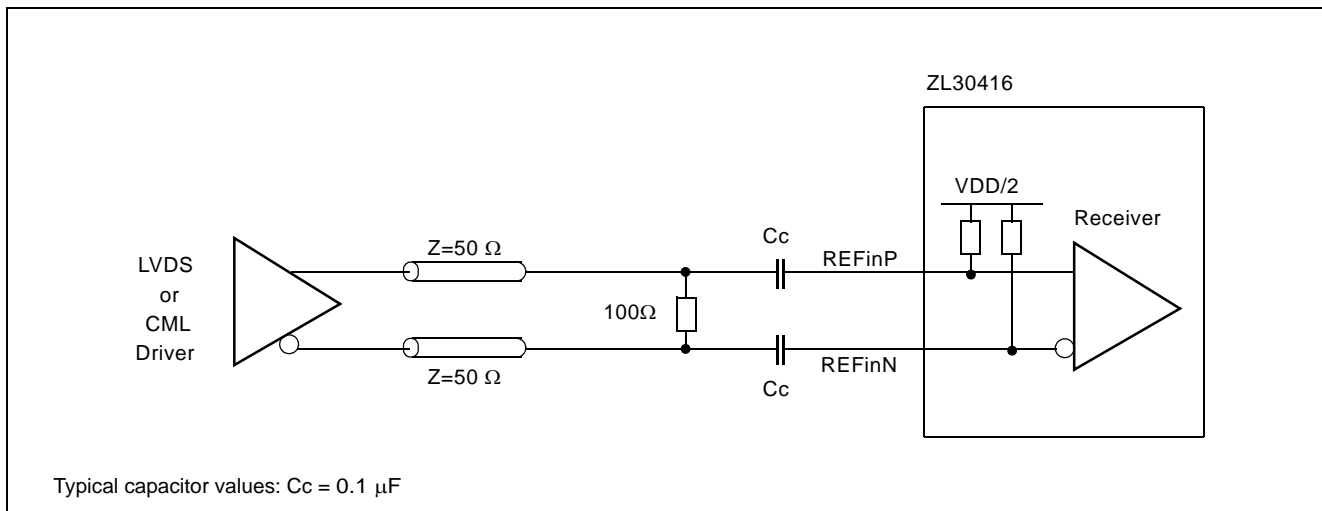 ZL30416
VDD/2
Receiver
Z=50 Ω
Cc
REFinP
LVDS
or
CML
Driver
100Ω
Z=50 Ω
Cc
REFinN
Typical capacitor values: Cc = 0.1 μF